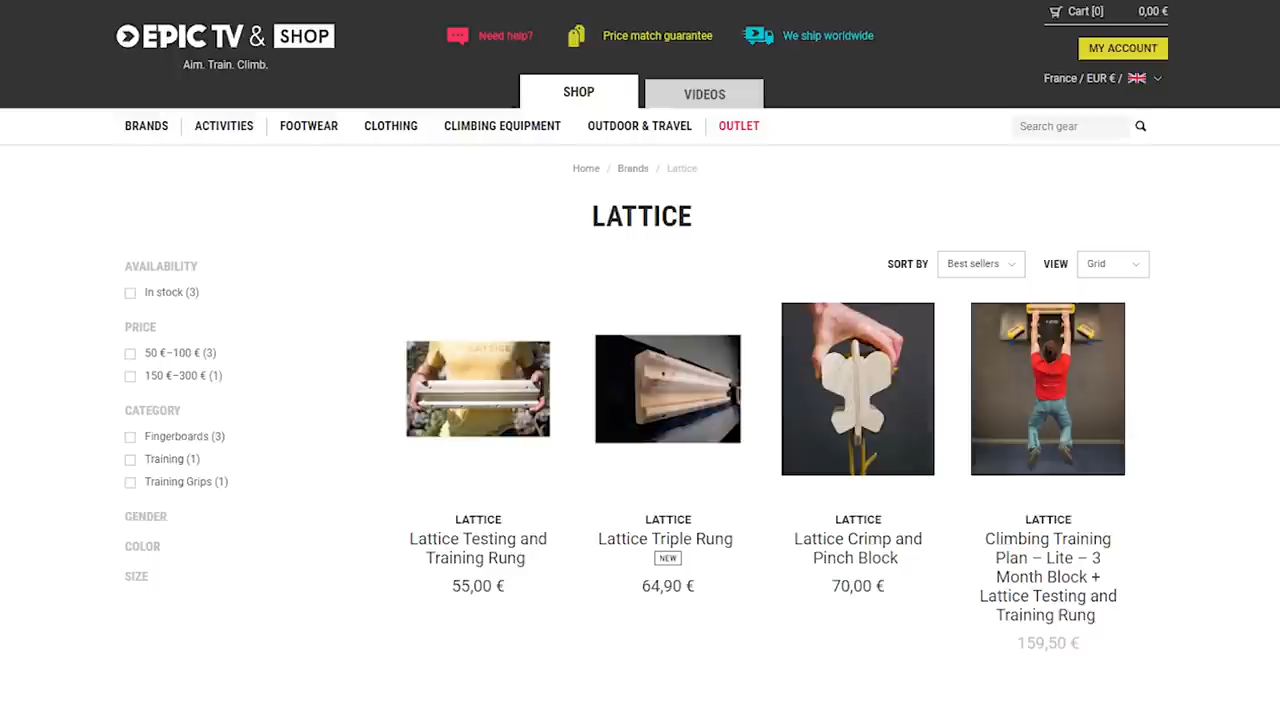 Cart [0] 0,00 €
EPIC TV & SHOP
Aim. Train. Climb.
Need help?
Price match guarantee
We ship worldwide
MY ACCOUNT
France / EUR € /
SHOP
VIDEOS
BRANDS ACTIVITIES FOOTWEAR CLOTHING CLIMBING EQUIPMENT OUTDOOR & TRAVEL OUTLET
Search gear
Home / Brands / Lattice
LATTICE
SORT BY Best sellers VIEW Grid
AVAILABILITY
In stock (3)
PRICE
50 €–100 € (3)
150 €–300 € (1)
CATEGORY
Fingerboards (3)
Training (1)
Training Grips (1)
GENDER
COLOR
SIZE
LATTICE
Lattice Testing and
Training Rung
55,00 €
LATTICE
Lattice Triple Rung
NEW
64,90 €
LATTICE
Lattice Crimp and
Pinch Block
70,00 €
LATTICE
Climbing Training
Plan – Lite – 3
Month Block +
Lattice Testing and
Training Rung
159,50 €